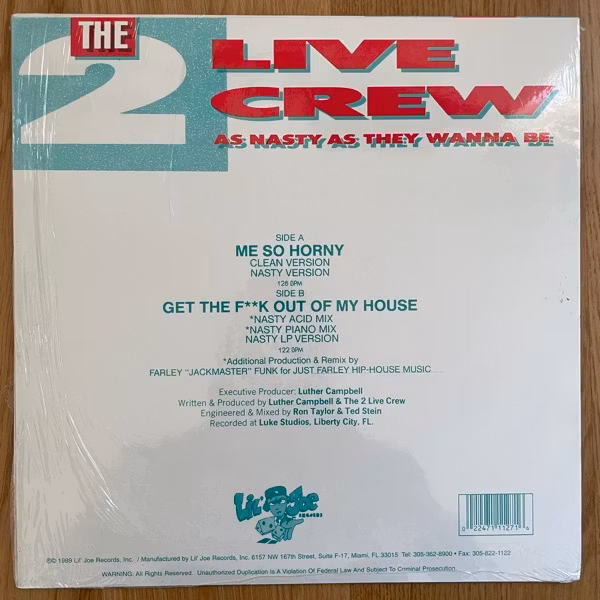 THE
2 LIVE
CREW
AS NASTY AS THEY WANNA BE
SIDE A
ME SO HORNY
CLEAN VERSION
NASTY VERSION
126 BPM
SIDE B
GET THE F**K OUT OF MY HOUSE
*NASTY ACID MIX
*NASTY PIANO MIX
NASTY LP VERSION
122 BPM
*Additional Production & Remix by
FARLEY "JACKMASTER" FUNK for JUST FARLEY HIP-HOUSE MUSIC
Executive Producer: Luther Campbell
Written & Produced by Luther Campbell & The 2 Live Crew
Engineered & Mixed by Ron Taylor & Ted Stein
Recorded at Luke Studios, Liberty City, FL.
Lil' Joe
RECORDS
0 22471 11271 6
©℗ 1989 Lil' Joe Records, Inc. / Manufactured by Lil' Joe Records, Inc. 6157 NW 167th Street, Suite F-17, Miami, FL 33015 Tel: 305-362-8900 • Fax: 305-822-1122
WARNING: All Rights Reserved. Unauthorized Duplication Is A Violation Of Federal Law And Subject To Criminal Prosecution.